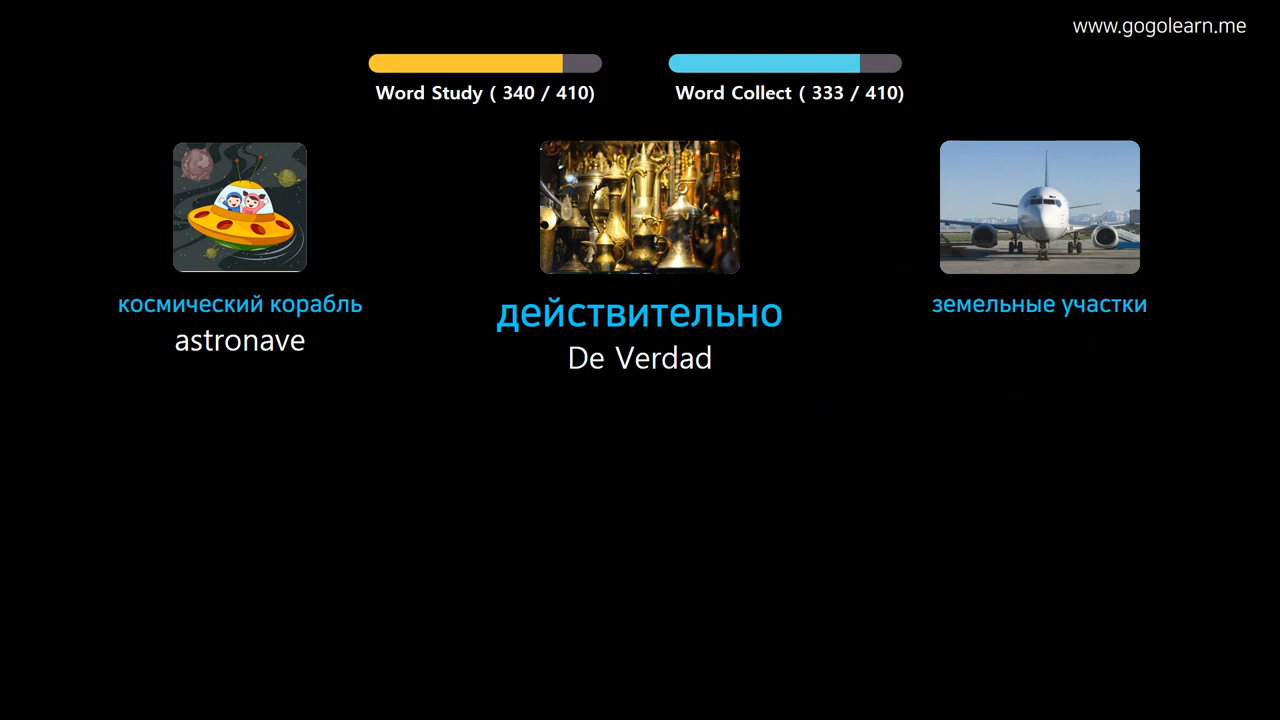 www.gogolearn.me
Word Study ( 340 / 410)
Word Collect ( 333 / 410)
космический корабль
astronave
действительно
De Verdad
земельные участки